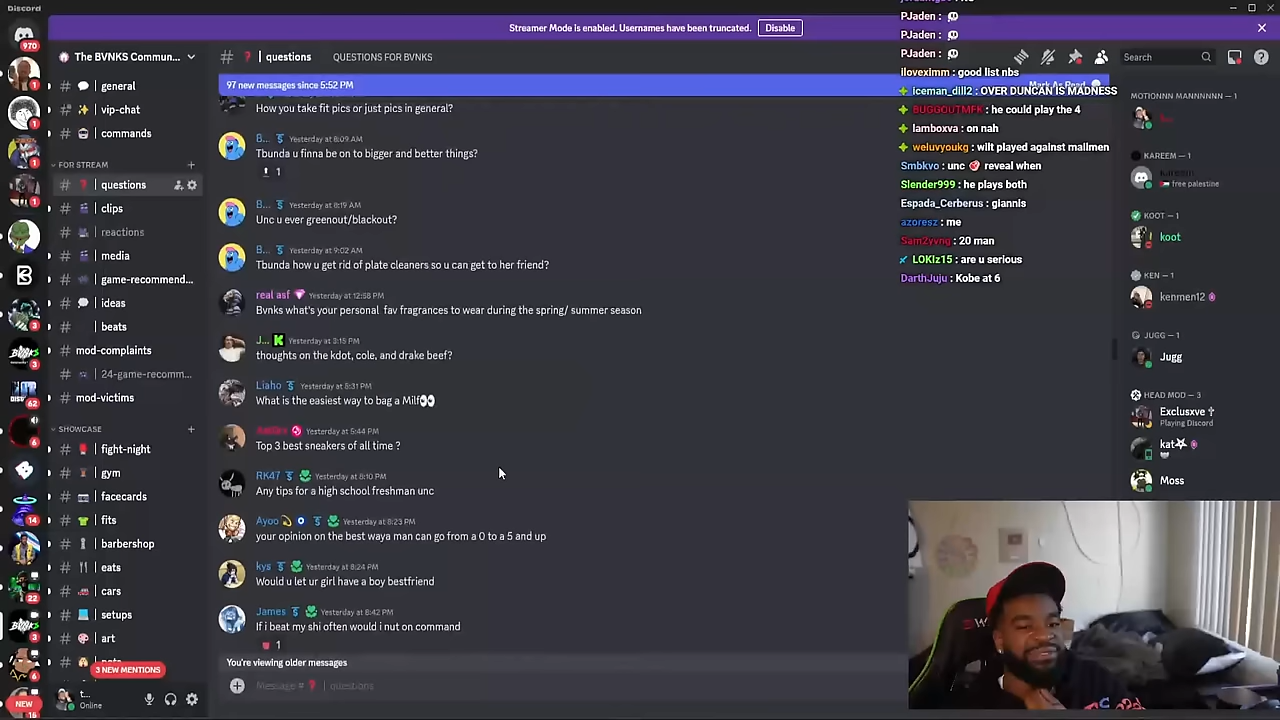 Discord
Streamer Mode is enabled. Usernames have been truncated.
Disable
970
The BVNKS Commun...
general
vip-chat
commands
FOR STREAM
questions
clips
reactions
media
game-recommend...
ideas
beats
mod-complaints
24-game-recomm...
mod-victims
SHOWCASE
fight-night
gym
facecards
fits
barbershop
eats
cars
setups
art
3 NEW MENTIONS
t...
Online
NEW
questions
QUESTIONS FOR BVNKS
Search
97 new messages since 5:52 PM
Mark As Read
How you take fit pics or just pics in general?
B... Yesterday at 8:09 AM
Tbunda u finna be on to bigger and better things?
1
B... Yesterday at 8:19 AM
Unc u ever greenout/blackout?
B... Yesterday at 9:02 AM
Tbunda how u get rid of plate cleaners so u can get to her friend?
real asf Yesterday at 12:58 PM
Bvnks what's your personal fav fragrances to wear during the spring/ summer season
J... Yesterday at 3:15 PM
thoughts on the kdot, cole, and drake beef?
Liaho Yesterday at 5:31 PM
What is the easiest way to bag a Milf👀
Yesterday at 5:44 PM
Top 3 best sneakers of all time ?
RK47 Yesterday at 8:10 PM
Any tips for a high school freshman unc
Ayoo Yesterday at 8:23 PM
your opinion on the best waya man can go from a 0 to a 5 and up
kys Yesterday at 8:24 PM
Would u let ur girl have a boy bestfriend
James Yesterday at 8:42 PM
If i beat my shi often would i nut on command
1
You're viewing older messages
Message # questions
PJaden :
PJaden :
PJaden :
iloveximm : good list nbs
iceman_dill2 : OVER DUNCAN IS MADNESS
BUGGOUTMFK : he could play the 4
lamboxva : on nah
weluvyoukg : wilt played against mailmen
Smbkvo : unc reveal when
Slender999 : he plays both
Espada_Cerberus : giannis
azoresz : me
Sam2vvng : 20 man
LOKIz15 : are u serious
DarthJuju : Kobe at 6
MOTIONNN MANNNNNN — 1
KAREEM — 1
free palestine
KOOT — 1
koot
KEN — 1
kenmen12
JUGG — 1
Jugg
HEAD MOD — 3
Exclusxve
Playing Discord
kat
Moss